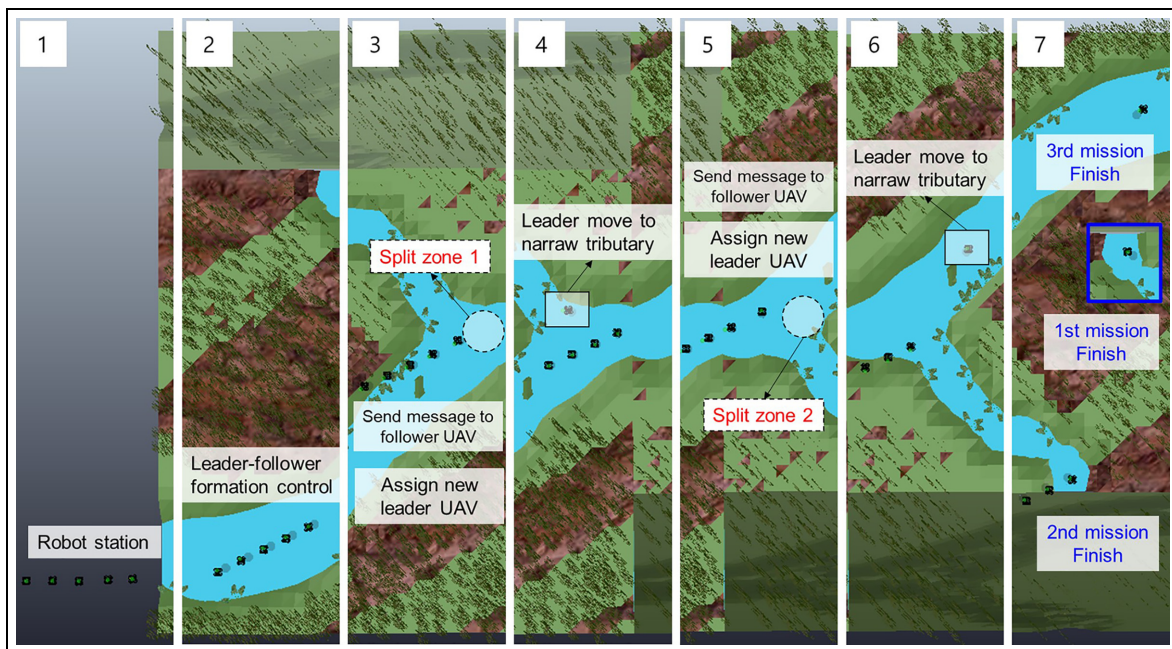 1
Robot station
2
Leader-follower
formation control
3
Split zone 1
Send message to
follower UAV
Assign new
leader UAV
4
Leader move to
narraw tributary
5
Send message to
follower UAV
Assign new
leader UAV
Split zone 2
6
Leader move to
narraw tributary
7
3rd mission
Finish
1st mission
Finish
2nd mission
Finish